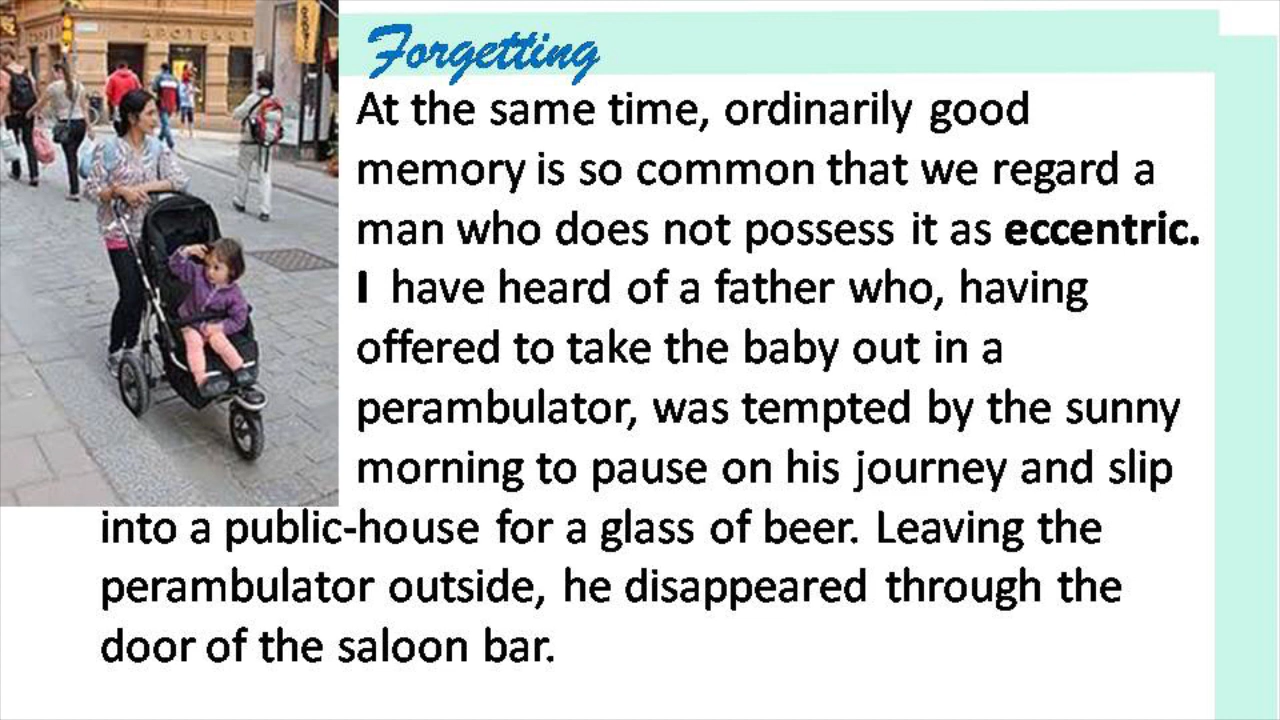 Forgetting
At the same time, ordinarily good
memory is so common that we regard a
man who does not possess it as eccentric.
I have heard of a father who, having
offered to take the baby out in a
perambulator, was tempted by the sunny
morning to pause on his journey and slip
into a public-house for a glass of beer. Leaving the
perambulator outside, he disappeared through the
door of the saloon bar.